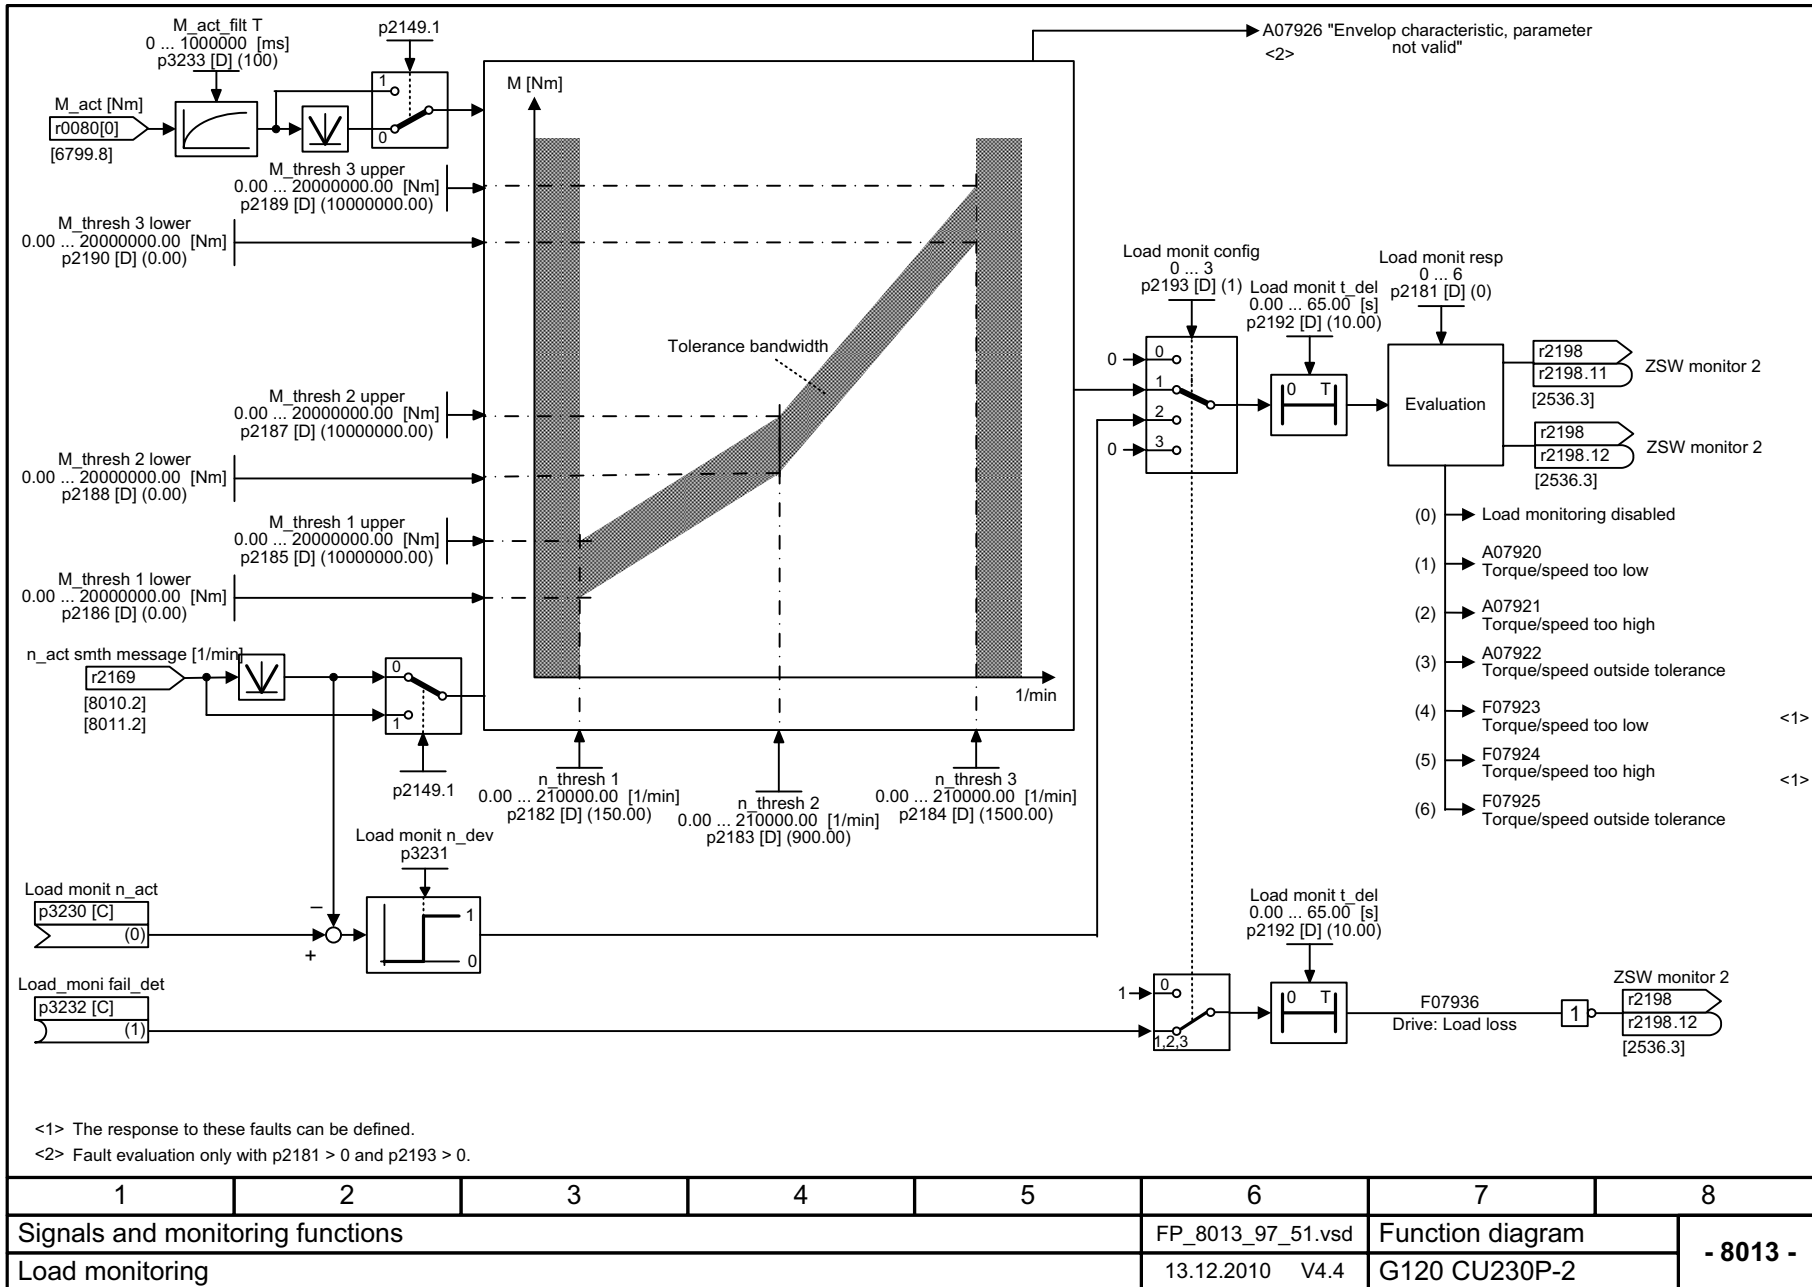 M_act_filt T
0 ... 1000000 [ms]
p3233 [D] (100)
p2149.1
A07926 "Envelop characteristic, parameter
not valid"
<2>
M_act [Nm]
r0080[0]
[6799.8]
1
0
M [Nm]
M_thresh 3 upper
0.00 ... 20000000.00 [Nm]
p2189 [D] (10000000.00)
M_thresh 3 lower
0.00 ... 20000000.00 [Nm]
p2190 [D] (0.00)
Tolerance bandwidth
M_thresh 2 upper
0.00 ... 20000000.00 [Nm]
p2187 [D] (10000000.00)
M_thresh 2 lower
0.00 ... 20000000.00 [Nm]
p2188 [D] (0.00)
M_thresh 1 upper
0.00 ... 20000000.00 [Nm]
p2185 [D] (10000000.00)
M_thresh 1 lower
0.00 ... 20000000.00 [Nm]
p2186 [D] (0.00)
n_act smth message [1/min]
r2169
[8010.2]
[8011.2]
0
1
p2149.1
1/min
n_thresh 1
0.00 ... 210000.00 [1/min]
p2182 [D] (150.00)
n_thresh 2
0.00 ... 210000.00 [1/min]
p2183 [D] (900.00)
n_thresh 3
0.00 ... 210000.00 [1/min]
p2184 [D] (1500.00)
Load monit config
0 ... 3
p2193 [D] (1)
Load monit t_del
0.00 ... 65.00 [s]
p2192 [D] (10.00)
Load monit resp
0 ... 6
p2181 [D] (0)
0
0
1
2
0
3
0 T
Evaluation
r2198
r2198.11
[2536.3]
ZSW monitor 2
r2198
r2198.12
[2536.3]
ZSW monitor 2
(0) Load monitoring disabled
(1) A07920
Torque/speed too low
(2) A07921
Torque/speed too high
(3) A07922
Torque/speed outside tolerance
(4) F07923
Torque/speed too low
<1>
(5) F07924
Torque/speed too high
<1>
(6) F07925
Torque/speed outside tolerance
Load monit n_dev
p3231
1
0
Load monit n_act
p3230 [C]
(0)
–
+
Load_moni fail_det
p3232 [C]
(1)
1
0
1,2,3
Load monit t_del
0.00 ... 65.00 [s]
p2192 [D] (10.00)
0 T
F07936
Drive: Load loss
1
ZSW monitor 2
r2198
r2198.12
[2536.3]
<1> The response to these faults can be defined.
<2> Fault evaluation only with p2181 > 0 and p2193 > 0.
1 2 3 4 5 6 7 8
Signals and monitoring functions
FP_8013_97_51.vsd
Function diagram
- 8013 -
Load monitoring
13.12.2010 V4.4
G120 CU230P-2